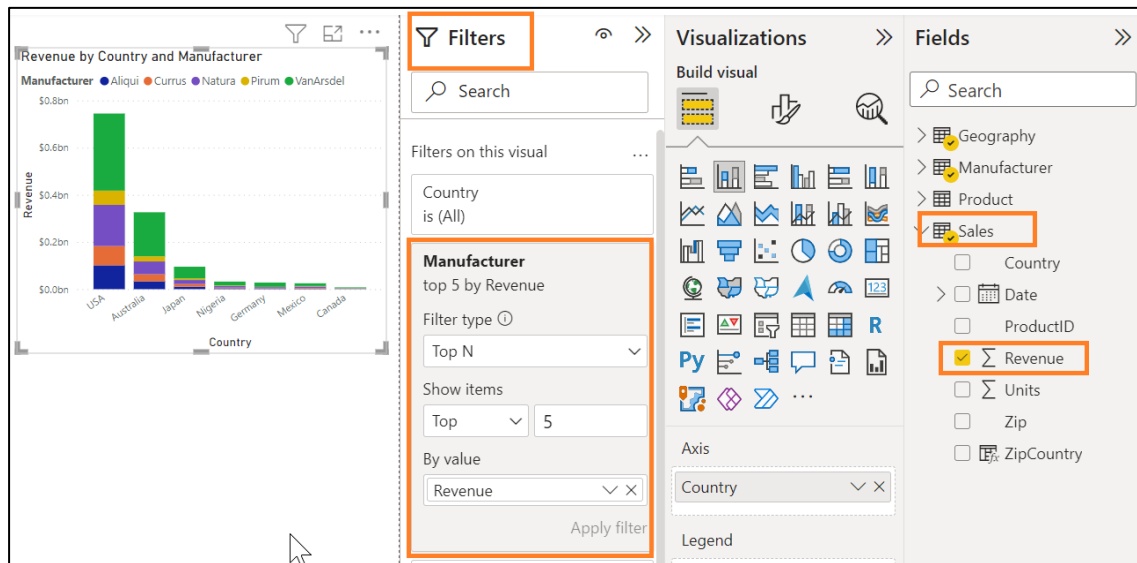 Revenue by Country and Manufacturer
Manufacturer Aliqui Currus Natura Pirum VanArsdel
$0.8bn
$0.6bn
$0.4bn
$0.2bn
$0.0bn
Revenue
USA
Australia
Japan
Nigeria
Germany
Mexico
Canada
Country
Filters
Search
Filters on this visual
Country
is (All)
Manufacturer
top 5 by Revenue
Filter type
Top N
Show items
Top 5
By value
Revenue
Apply filter
Visualizations
Build visual
123
R
Py
Axis
Country
Legend
Fields
Search
Geography
Manufacturer
Product
Sales
Country
Date
ProductID
Revenue
Units
Zip
ZipCountry